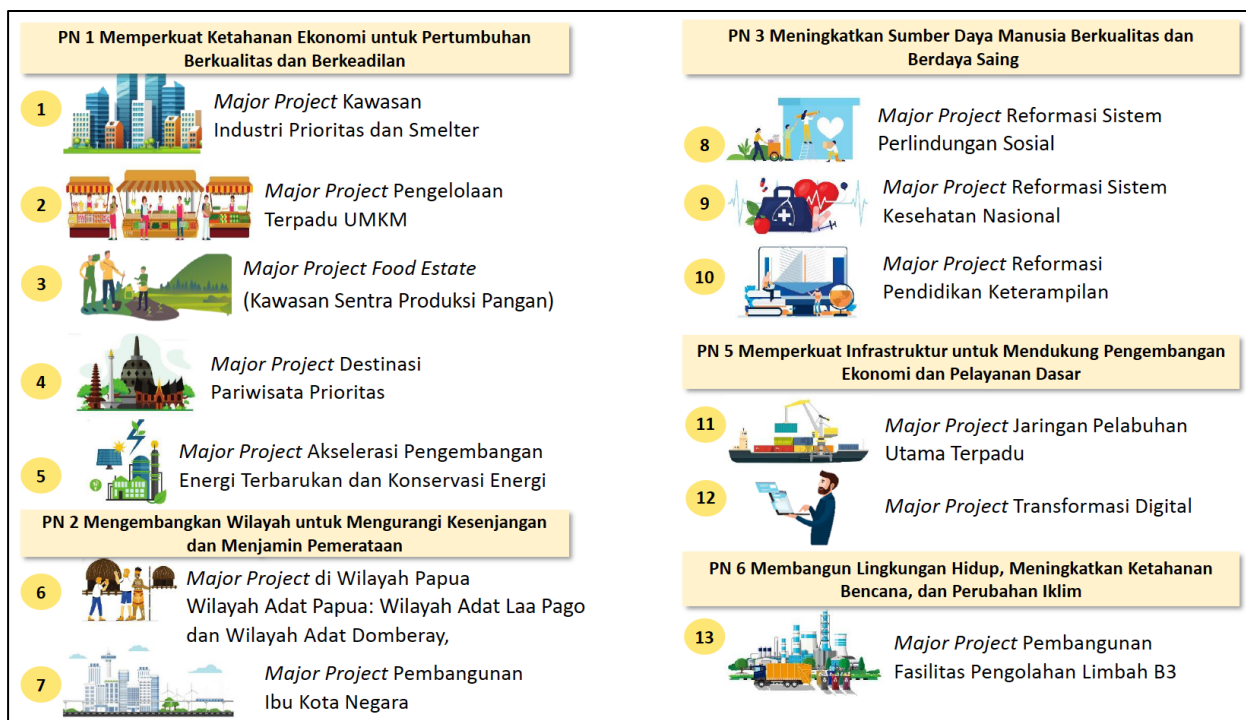 PN 1 Memperkuat Ketahanan Ekonomi untuk Pertumbuhan
Berkualitas dan Berkeadilan
1
Major Project Kawasan
Industri Prioritas dan Smelter
2
Major Project Pengelolaan
Terpadu UMKM
3
Major Project Food Estate
(Kawasan Sentra Produksi Pangan)
4
Major Project Destinasi
Pariwisata Prioritas
5
Major Project Akselerasi Pengembangan
Energi Terbarukan dan Konservasi Energi
PN 2 Mengembangkan Wilayah untuk Mengurangi Kesenjangan
dan Menjamin Pemerataan
6
Major Project di Wilayah Papua
Wilayah Adat Papua: Wilayah Adat Laa Pago
dan Wilayah Adat Domberay,
7
Major Project Pembangunan
Ibu Kota Negara
PN 3 Meningkatkan Sumber Daya Manusia Berkualitas dan
Berdaya Saing
8
Major Project Reformasi Sistem
Perlindungan Sosial
9
Major Project Reformasi Sistem
Kesehatan Nasional
10
Major Project Reformasi
Pendidikan Keterampilan
PN 5 Memperkuat Infrastruktur untuk Mendukung Pengembangan
Ekonomi dan Pelayanan Dasar
11
Major Project Jaringan Pelabuhan
Utama Terpadu
12
Major Project Transformasi Digital
PN 6 Membangun Lingkungan Hidup, Meningkatkan Ketahanan
Bencana, dan Perubahan Iklim
13
Major Project Pembangunan
Fasilitas Pengolahan Limbah B3